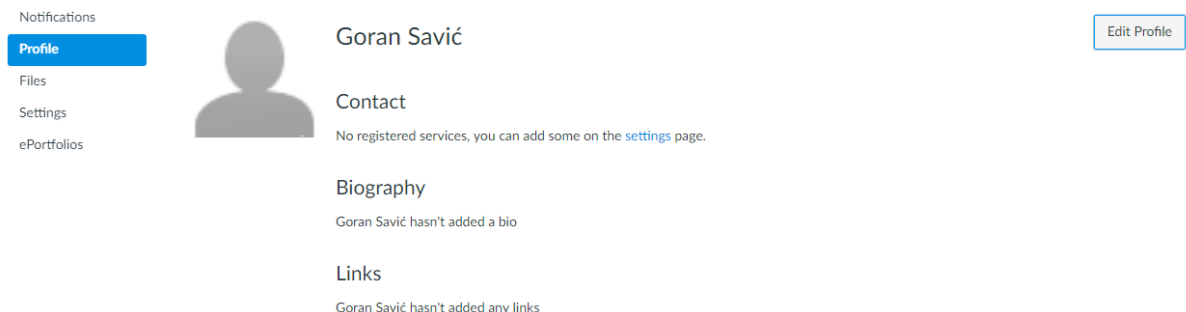 Notifications
Profile
Files
Settings
ePortfolios
Goran Savić
Edit Profile
Contact
No registered services, you can add some on the settings page.
Biography
Goran Savić hasn't added a bio
Links
Goran Savić hasn't added any links